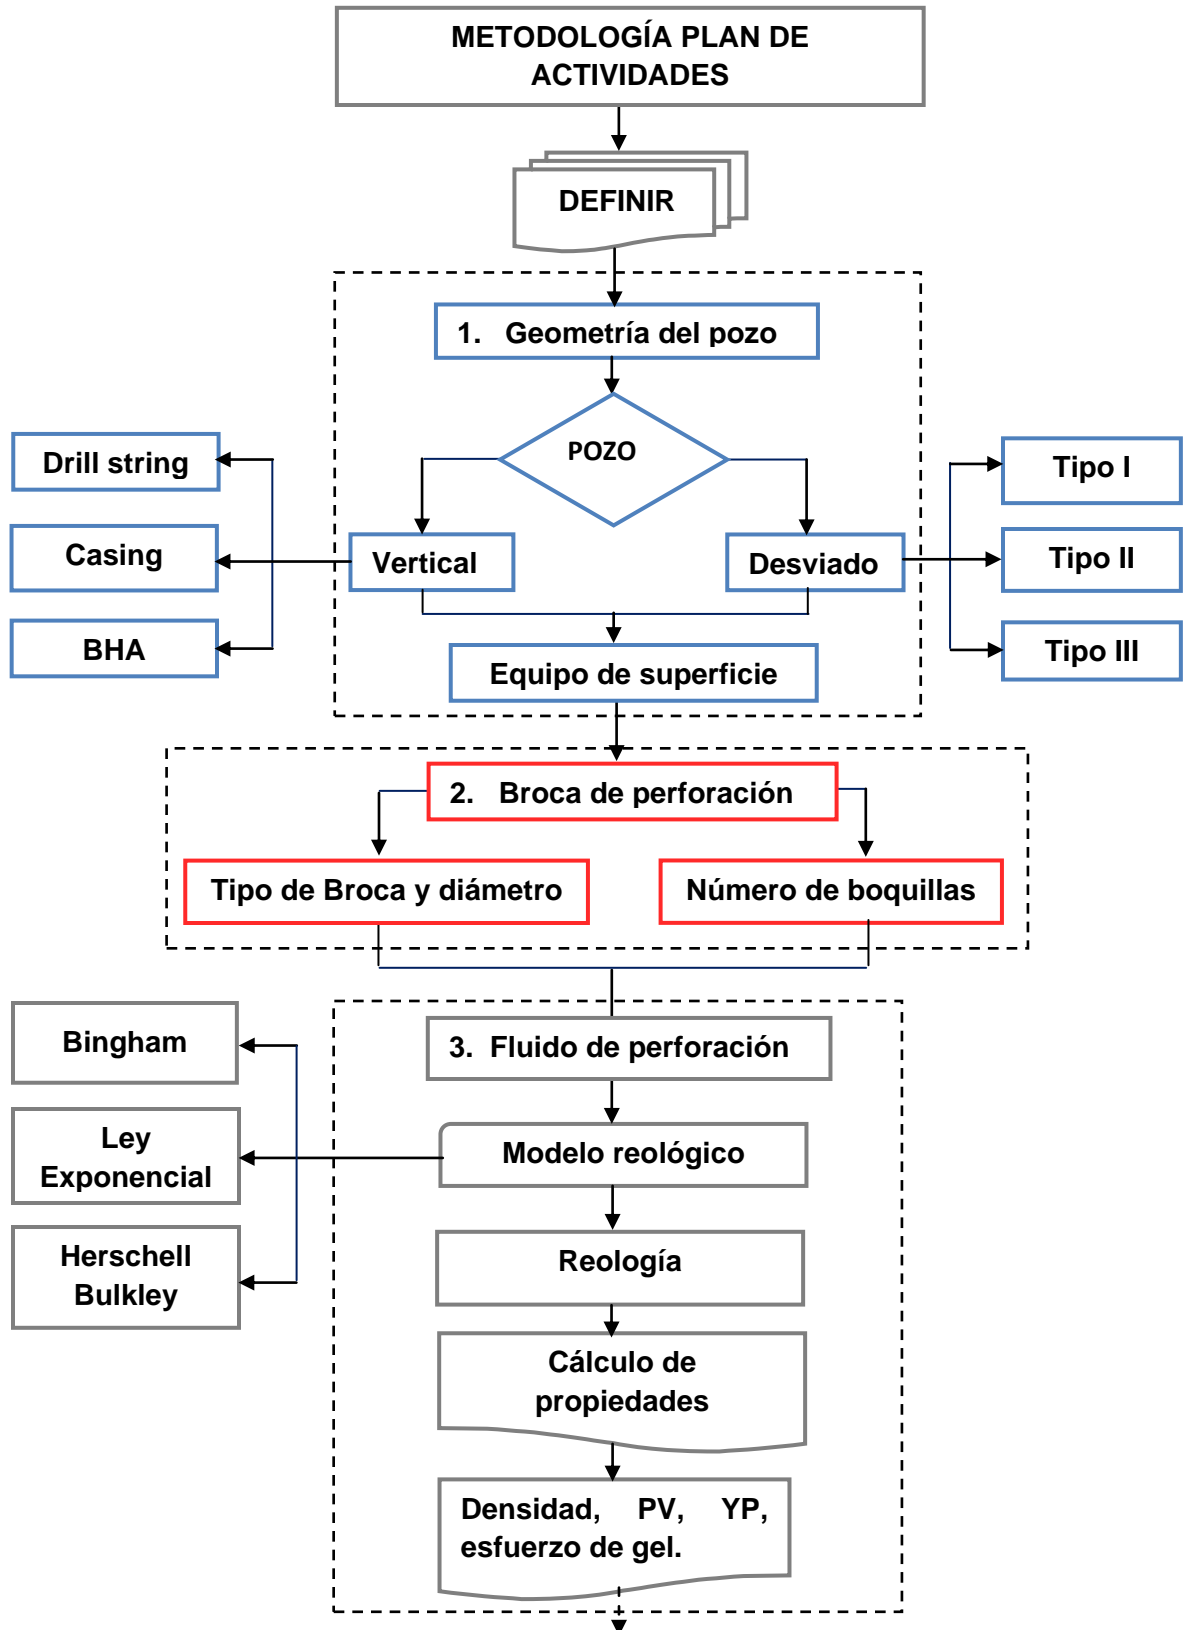 METODOLOGÍA PLAN DE
ACTIVIDADES
DEFINIR
1. Geometría del pozo
POZO
Drill string
Casing
BHA
Vertical
Desviado
Tipo I
Tipo II
Tipo III
Equipo de superficie
2. Broca de perforación
Tipo de Broca y diámetro
Número de boquillas
3. Fluido de perforación
Bingham
Ley
Exponencial
Herschell
Bulkley
Modelo reológico
Reología
Cálculo de
propiedades
Densidad, PV, YP,
esfuerzo de gel.